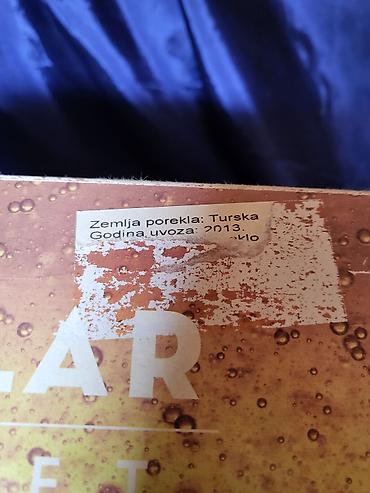 Zemlja porekla: Turska
Godina uvoza: 2013.
LAR
E T